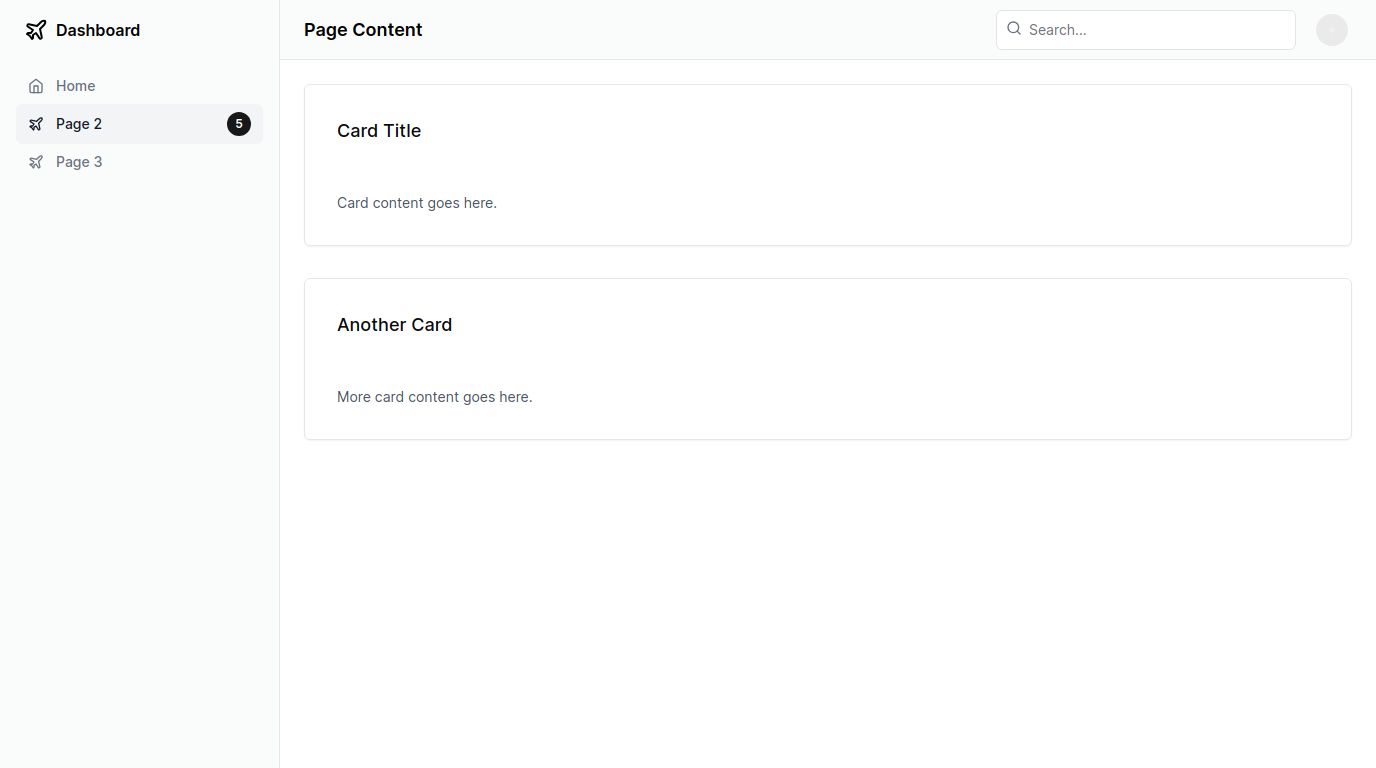 Dashboard
Home
Page 2
5
Page 3
Page Content
Search...
Card Title
Card content goes here.
Another Card
More card content goes here.